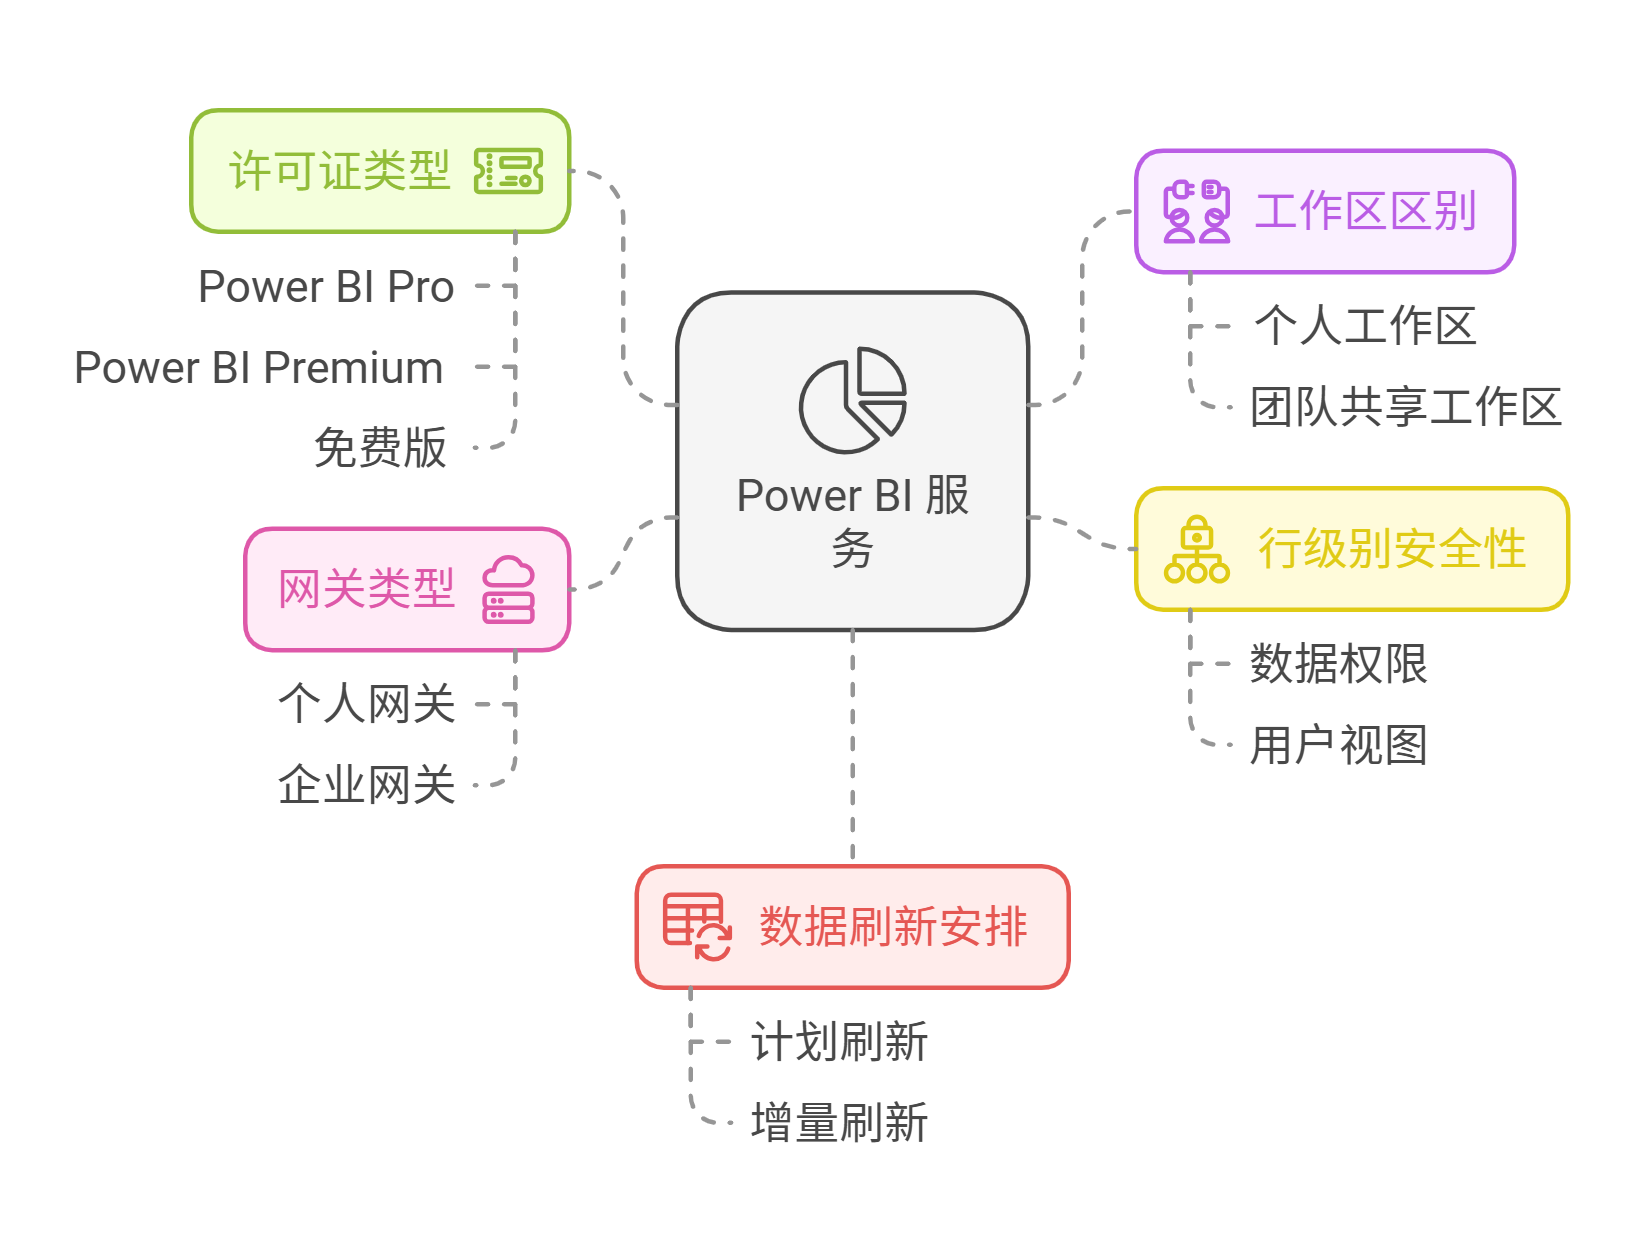 许可证类型
Power BI Pro
Power BI Premium
免费版
网关类型
个人网关
企业网关
Power BI 服
务
工作区区别
个人工作区
团队共享工作区
行级别安全性
数据权限
用户视图
数据刷新安排
计划刷新
增量刷新